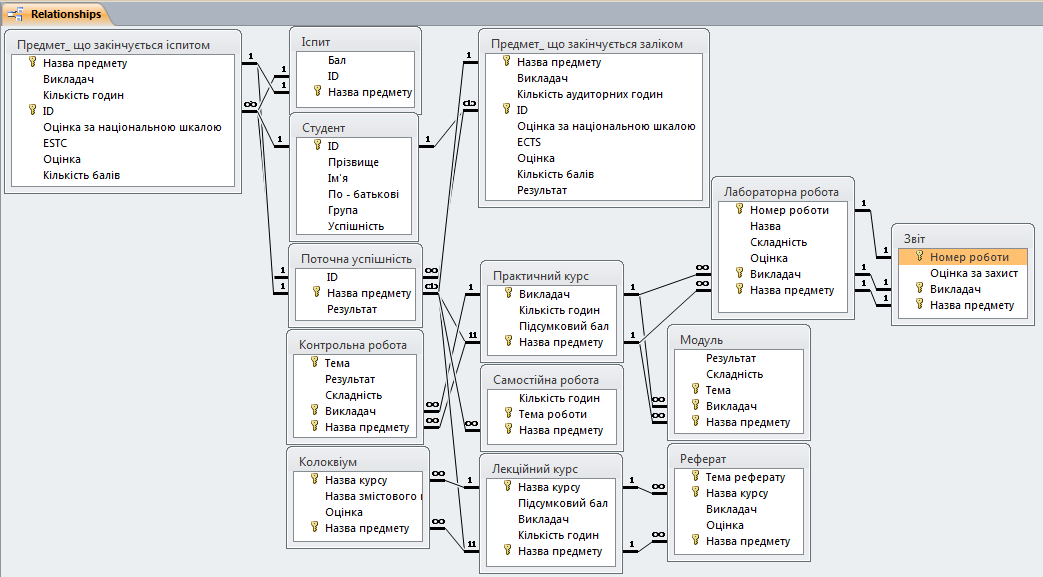 Relationships
Предмет_ що закінчується іспитом
Назва предмету
Викладач
Кількість годин
ID
Оцінка за національною шкалою
ESTC
Оцінка
Кількість балів
Іспит
Бал
ID
Назва предмету
Студент
ID
Прізвище
Ім'я
По - батькові
Група
Успішність
Поточна успішність
ID
Назва предмету
Результат
Контрольна робота
Тема
Результат
Складність
Викладач
Назва предмету
Колоквіум
Назва курсу
Назва змістового
Оцінка
Назва предмету
Предмет_ що закінчується заліком
Назва предмету
Викладач
Кількість аудиторних годин
ID
Оцінка за національною шкалою
ECTS
Оцінка
Кількість балів
Результат
Практичний курс
Викладач
Кількість годин
Підсумковий бал
Назва предмету
Самостійна робота
Кількість годин
Тема роботи
Назва предмету
Лекційний курс
Назва курсу
Підсумковий бал
Викладач
Кількість годин
Назва предмету
Лабораторна робота
Номер роботи
Назва
Складність
Оцінка
Викладач
Назва предмету
Модуль
Результат
Складність
Тема
Викладач
Назва предмету
Реферат
Тема реферату
Назва курсу
Викладач
Оцінка
Назва предмету
Звіт
Номер роботи
Оцінка за захист
Викладач
Назва предмету